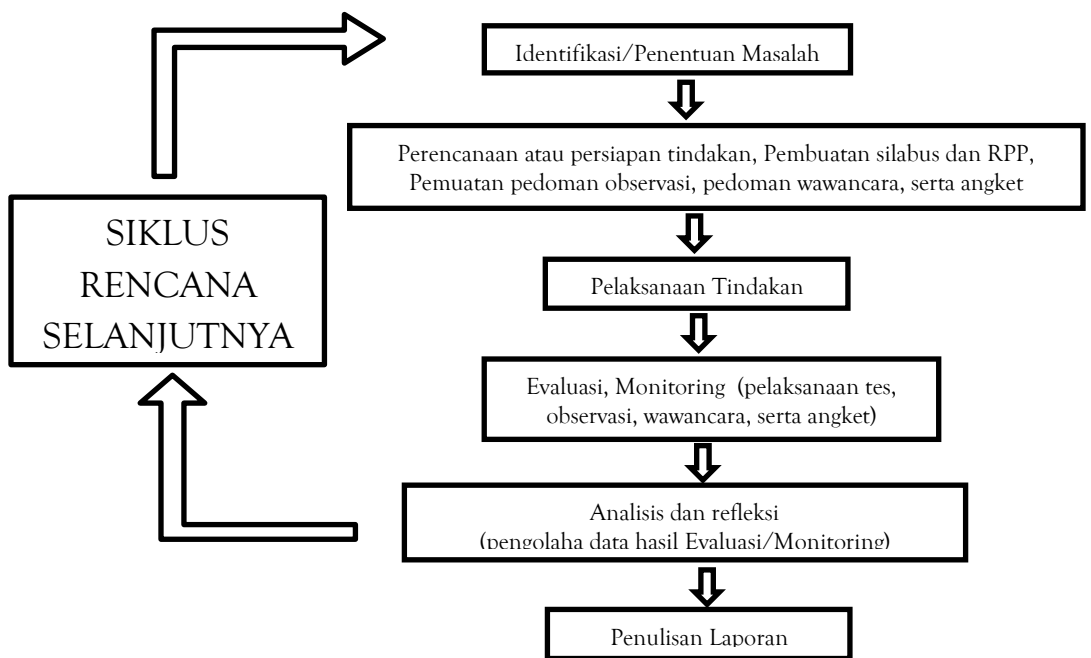 Identifikasi/Penentuan Masalah
Perencanaan atau persiapan tindakan, Pembuatan silabus dan RPP,
Pemuatan pedoman observasi, pedoman wawancara, serta angket
SIKLUS
RENCANA
SELANJUTNYA
Pelaksanaan Tindakan
Evaluasi, Monitoring (pelaksanaan tes,
observasi, wawancara, serta angket)
Analisis dan refleksi
(pengolaha data hasil Evaluasi/Monitoring)
Penulisan Laporan